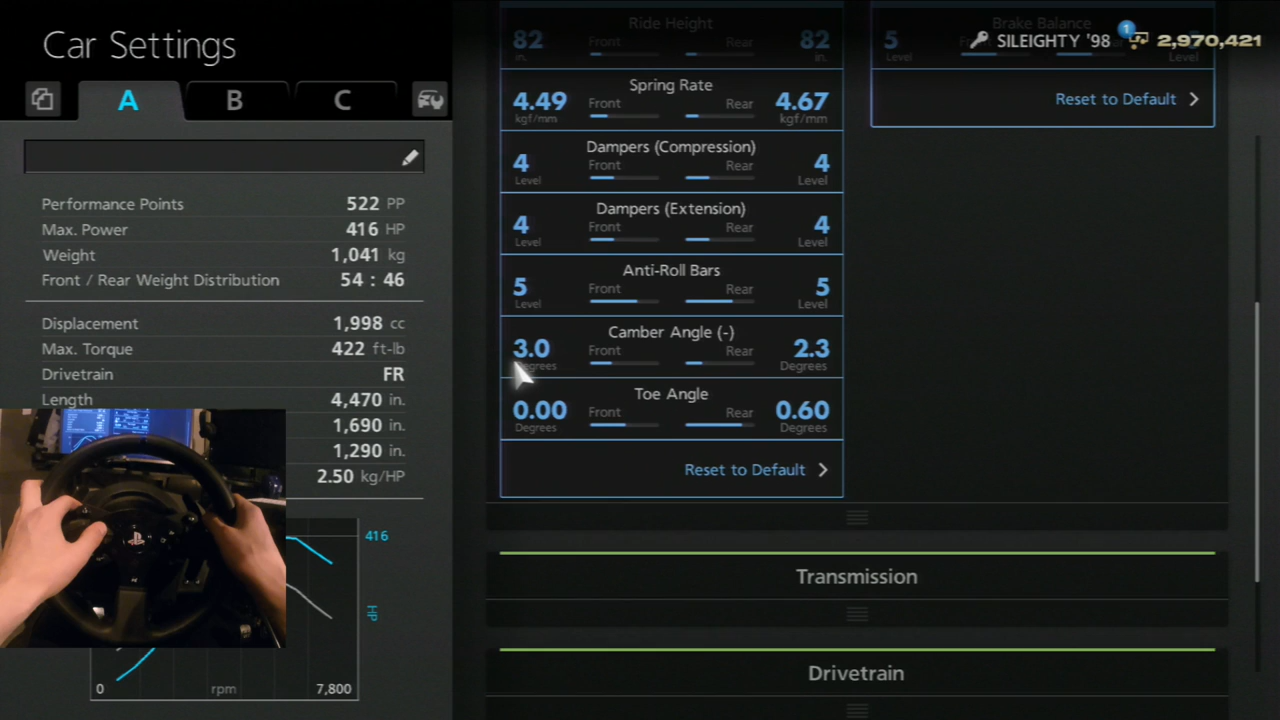 Car Settings
SILEIGHTY '98
1
2,970,421
A
B
C
Performance Points 522 PP
Max. Power 416 HP
Weight 1,041 kg
Front / Rear Weight Distribution 54 : 46
Displacement 1,998 cc
Max. Torque 422 ft-lb
Drivetrain FR
Length 4,470 in.
1,690 in.
1,290 in.
2.50 kg/HP
416
HP
0 rpm 7,800
Ride Height
82 Front Rear 82
in. in.
Spring Rate
4.49 Front Rear 4.67
kgf/mm kgf/mm
Dampers (Compression)
4 Front Rear 4
Level Level
Dampers (Extension)
4 Front Rear 4
Level Level
Anti-Roll Bars
5 Front Rear 5
Level Level
Camber Angle (-)
3.0 Front Rear 2.3
Degrees Degrees
Toe Angle
0.00 Front Rear 0.60
Degrees Degrees
Reset to Default
Brake Balance
5 Front Rear
Level Level
Reset to Default
Transmission
Drivetrain